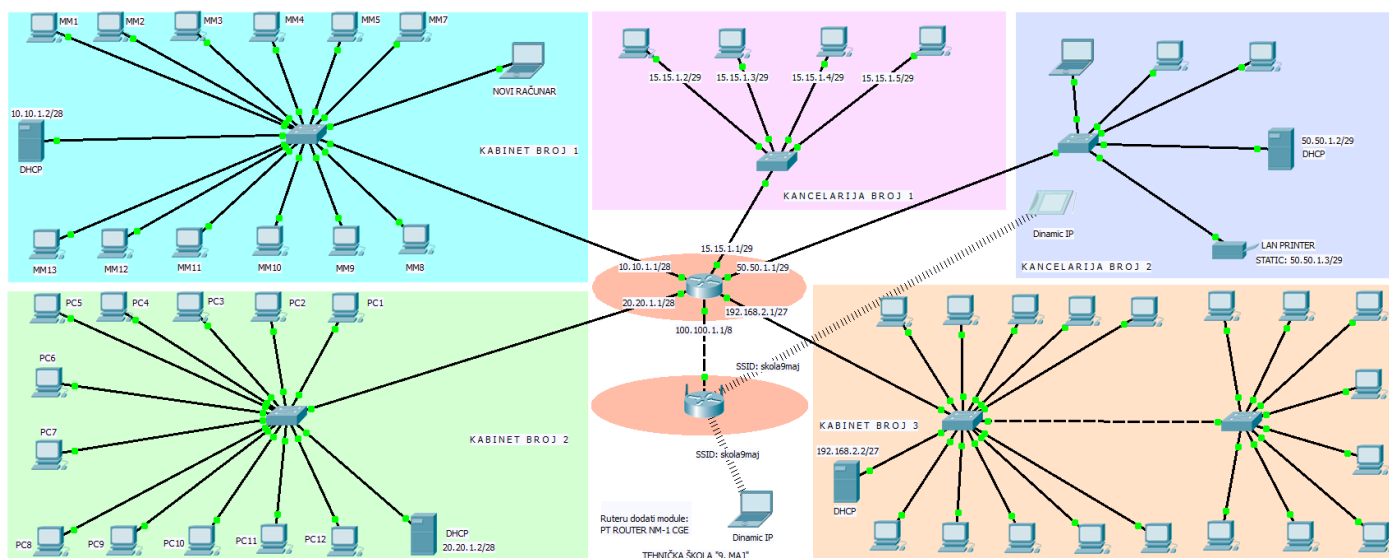 MM1
MM2
MM3
MM4
MM5
MM7
NOVI RAČUNAR
10.10.1.2/28
DHCP
KABINET BROJ 1
MM13
MM12
MM11
MM10
MM9
MM8
10.10.1.1/28
15.15.1.2/29
15.15.1.3/29
15.15.1.4/29
15.15.1.5/29
KANCELARIJA BROJ 1
15.15.1.1/29
50.50.1.1/29
50.50.1.2/29
DHCP
Dinamic IP
LAN PRINTER
STATIC: 50.50.1.3/29
KANCELARIJA BROJ 2
PC5
PC4
PC3
PC2
PC1
PC6
PC7
20.20.1.1/28
KABINET BROJ 2
PC8
PC9
PC10
PC11
PC12
DHCP
20.20.1.2/28
192.168.2.1/27
100.100.1.1/8
SSID: skola9maj
SSID: skola9maj
Dinamic IP
Ruteru dodati module:
PT ROUTER NM-1 CGE
TEHNIČKA ŠKOLA "9. MA1"
KABINET BROJ 3
192.168.2.2/27
DHCP